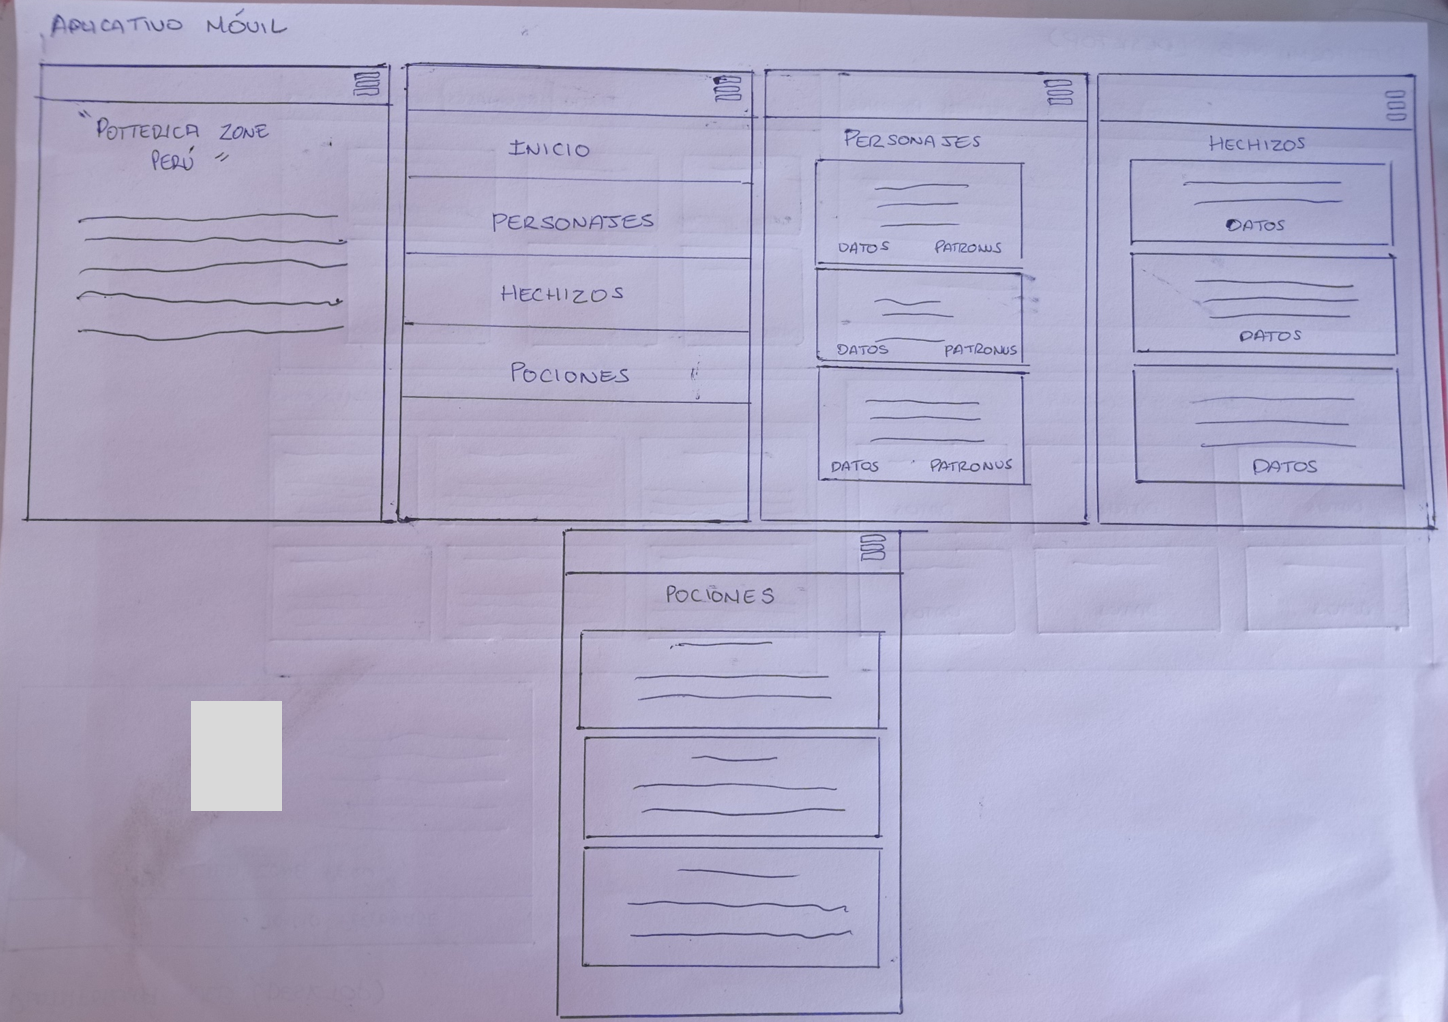 APLICATIVO MÓVIL
"POTTERICA ZONE
PERÚ"
INICIO
PERSONAJES
HECHIZOS
POCIONES
PERSONAJES
DATOS PATRONUS
DATOS PATRONUS
DATOS PATRONUS
HECHIZOS
DATOS
DATOS
DATOS
POCIONES